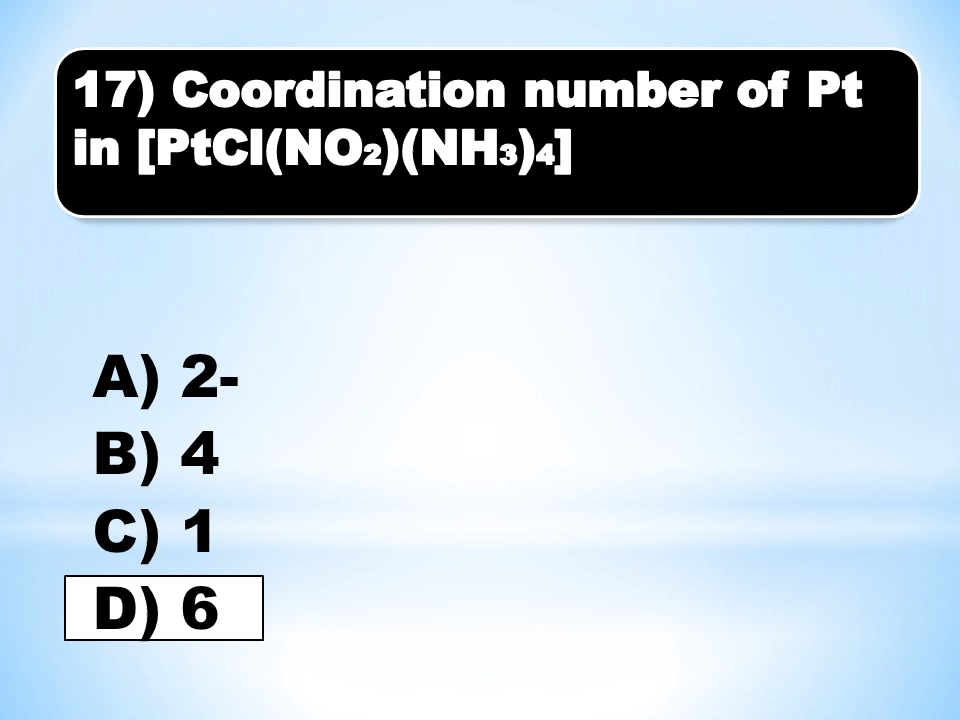 17) Coordination number of Pt
in [PtCl(NO₂)(NH₃)₄]
A) 2-
B) 4
C) 1
D) 6